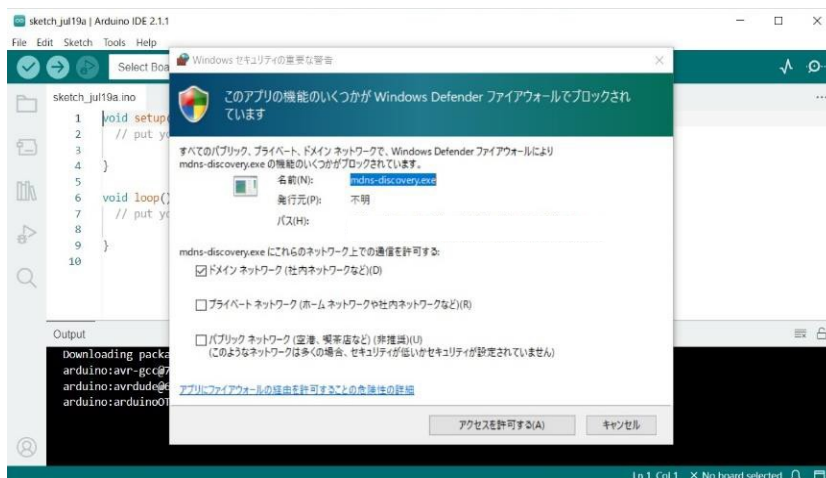 sketch_jul19a | Arduino IDE 2.1.1
File Edit Sketch Tools Help
Select Boa
sketch_jul19a.ino
1 void setup(
2 // put yo
3
4 }
5
6 void loop()
7 // put yo
8
9 }
10
Windows セキュリティの重要な警告
このアプリの機能のいくつかが Windows Defender ファイアウォールでブロックされ
ています
すべてのパブリック、プライベート、ドメイン ネットワークで、Windows Defender ファイアウォールにより
mdns-discovery.exe の機能のいくつかがブロックされています。
名前(N): mdns-discovery.exe
発行元(P): 不明
パス(H):
mdns-discovery.exe にこれらのネットワーク上での通信を許可する:
ドメイン ネットワーク (社内ネットワークなど)(D)
プライベート ネットワーク (ホーム ネットワークや社内ネットワークなど)(R)
パブリック ネットワーク (空港、喫茶店など) (非推奨)(U)
(このようなネットワークは多くの場合、セキュリティが低いかセキュリティが設定されていません)
アプリにファイアウォールの経由を許可することの危険性の詳細
アクセスを許可する(A) キャンセル
Output
Downloading packa
arduino:avr-gcc@7
arduino:avrdude@6
arduino:arduinoOT
Ln 1, Col 1 No board selected